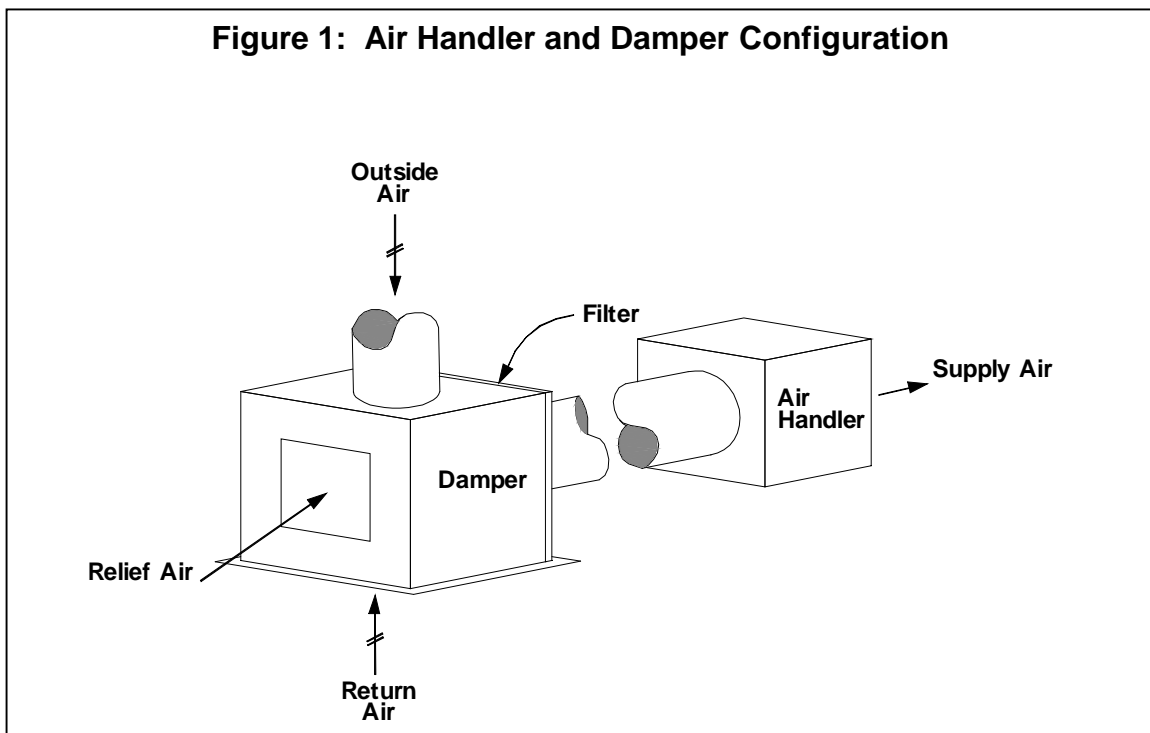 Figure 1: Air Handler and Damper Configuration
Outside
Air
Filter
Supply Air
Air
Handler
Damper
Relief Air
Return
Air